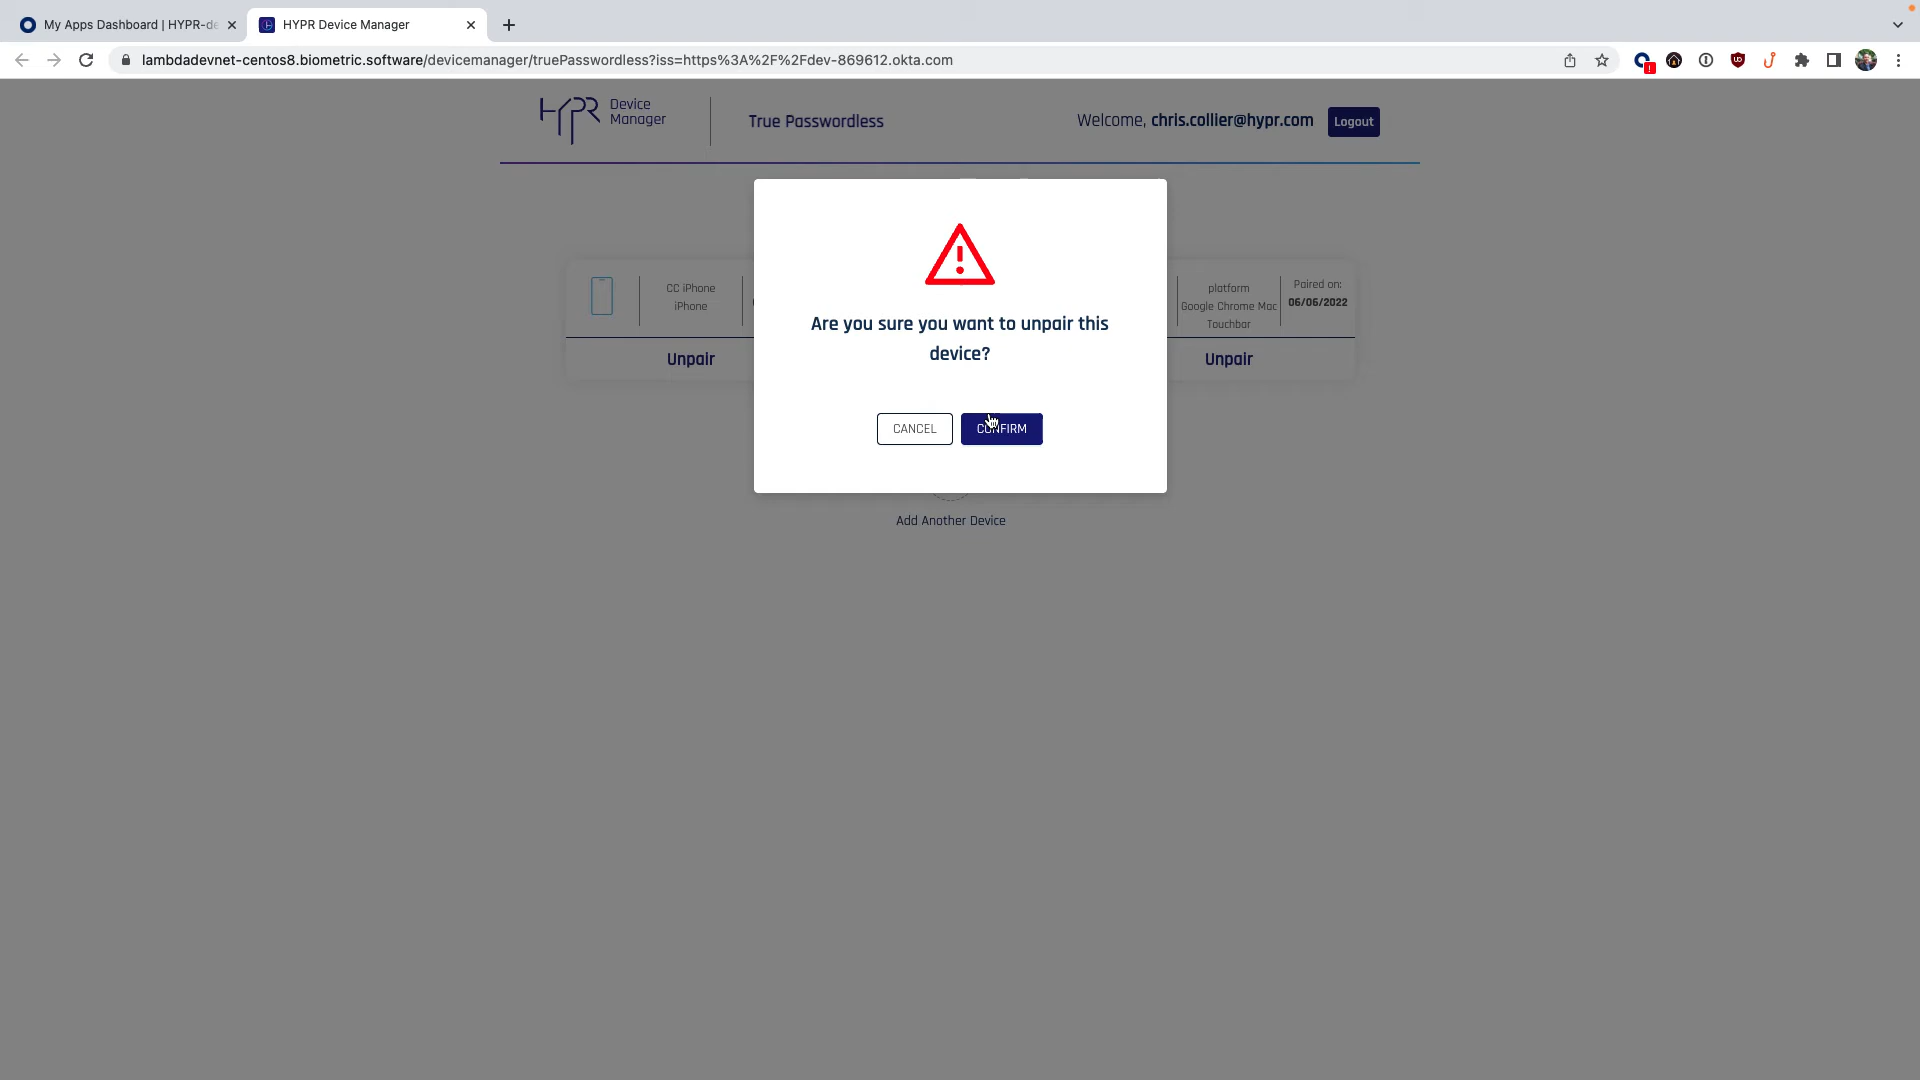 My Apps Dashboard | HYPR-de
HYPR Device Manager
lambdadevnet-centos8.biometric.software/devicemanager/truePasswordless?iss=https%3A%2F%2Fdev-869612.okta.com
HYPR Device Manager
True Passwordless
Welcome, chris.collier@hypr.com
Logout
CC iPhone
iPhone
Unpair
Are you sure you want to unpair this
device?
CANCEL
CONFIRM
platform
Google Chrome Mac
Touchbar
Paired on:
06/06/2022
Unpair
Add Another Device